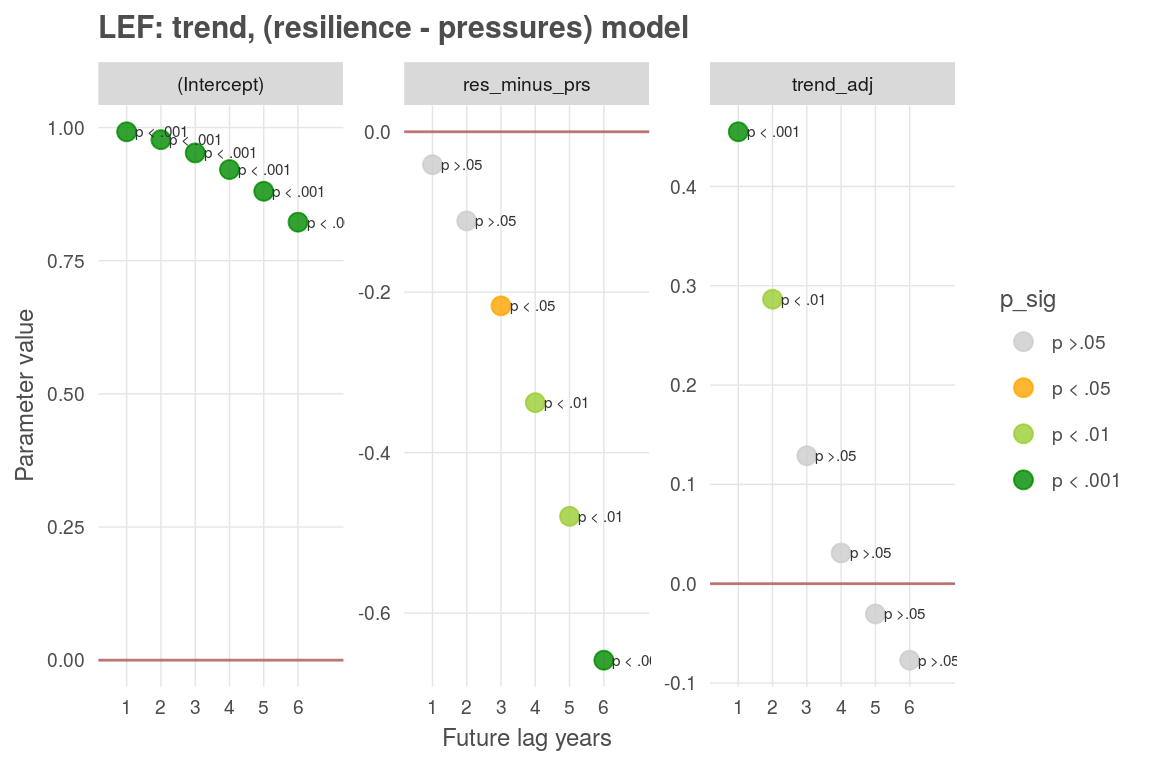 LEF: trend, (resilience - pressures) model
(Intercept)
res_minus_prs
trend_adj
Parameter value
1.00
0.75
0.50
0.25
0.00
p < .001
p < .001
p < .001
p < .001
p < .001
p < .0
1 2 3 4 5 6
0.0
-0.2
-0.4
-0.6
p >.05
p >.05
p < .05
p < .01
p < .01
p < .00
1 2 3 4 5 6
0.4
0.3
0.2
0.1
0.0
-0.1
p < .001
p < .01
p >.05
p >.05
p >.05
p >.05
1 2 3 4 5 6
Future lag years
p_sig
p >.05
p < .05
p < .01
p < .001